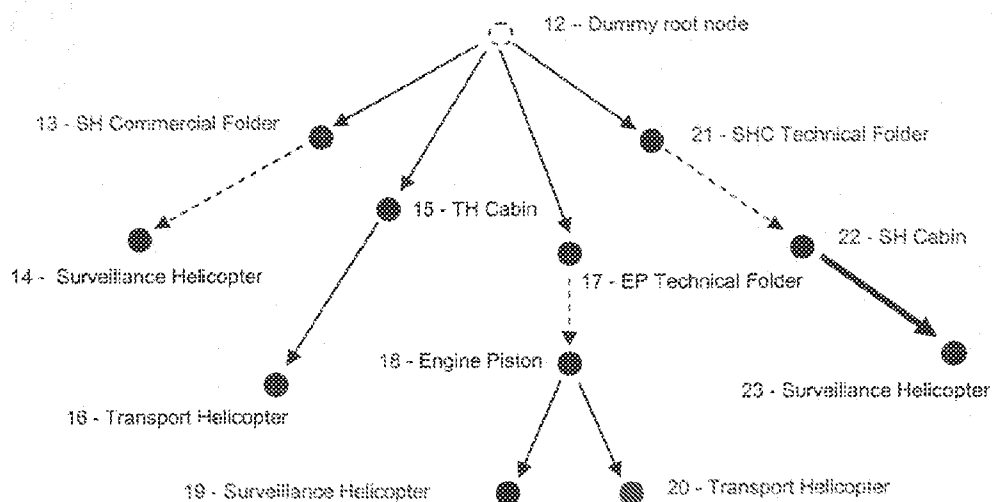 12 – Dummy root node
13 - SH Commercial Folder
21 - SHC Technical Folder
15 - TH Cabin
22 - SH Cabin
14 - Surveillance Helicopter
17 - EP Technical Folder
18 - Engine Piston
23 - Surveillance Helicopter
16 - Transport Helicopter
19 - Surveillance Helicopter
20 - Transport Helicopter